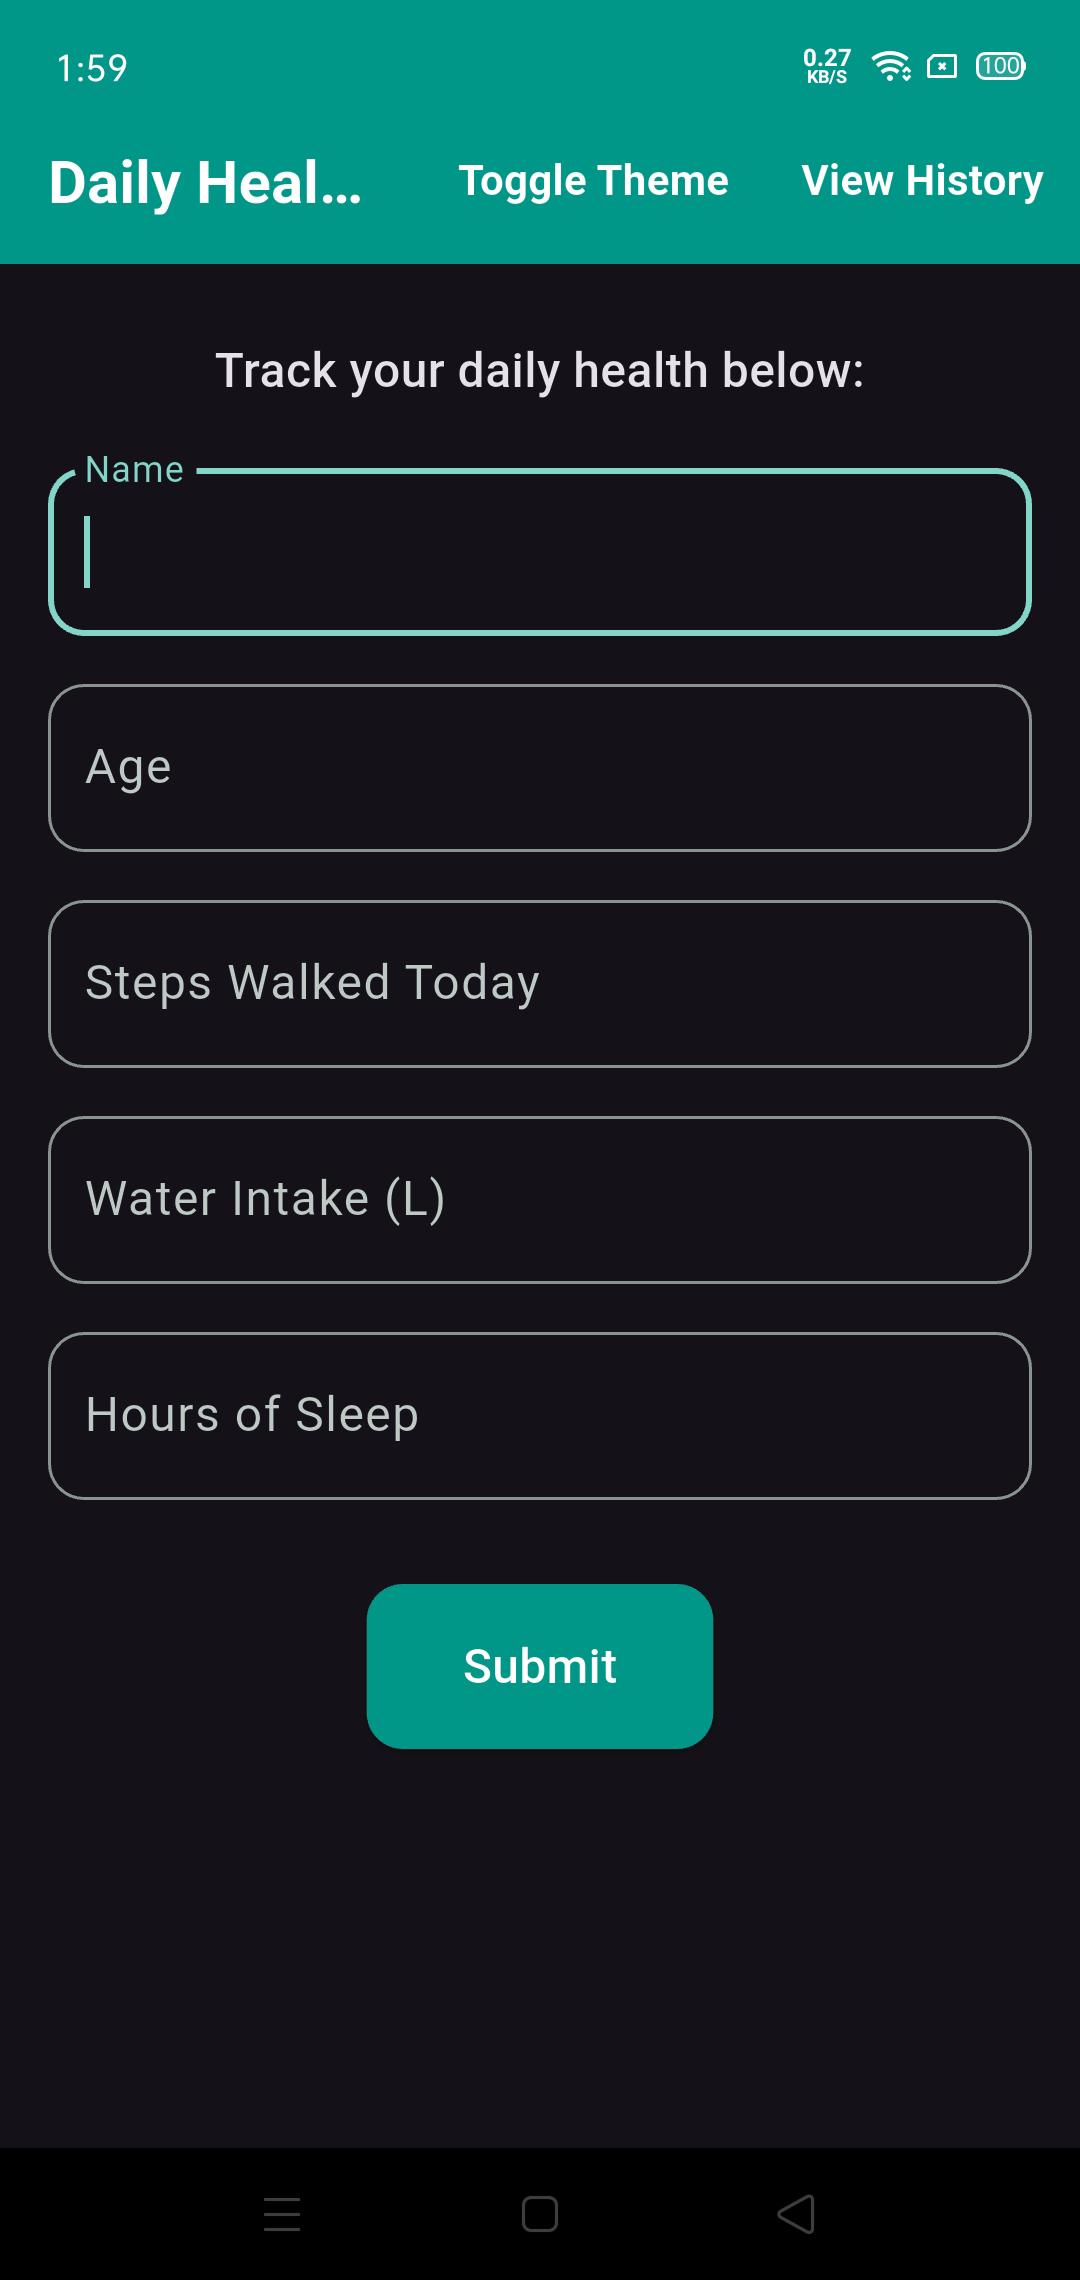 1:59
0.27
KB/S
100
Daily Heal... Toggle Theme View History
Track your daily health below:
Name
Age
Steps Walked Today
Water Intake (L)
Hours of Sleep
Submit